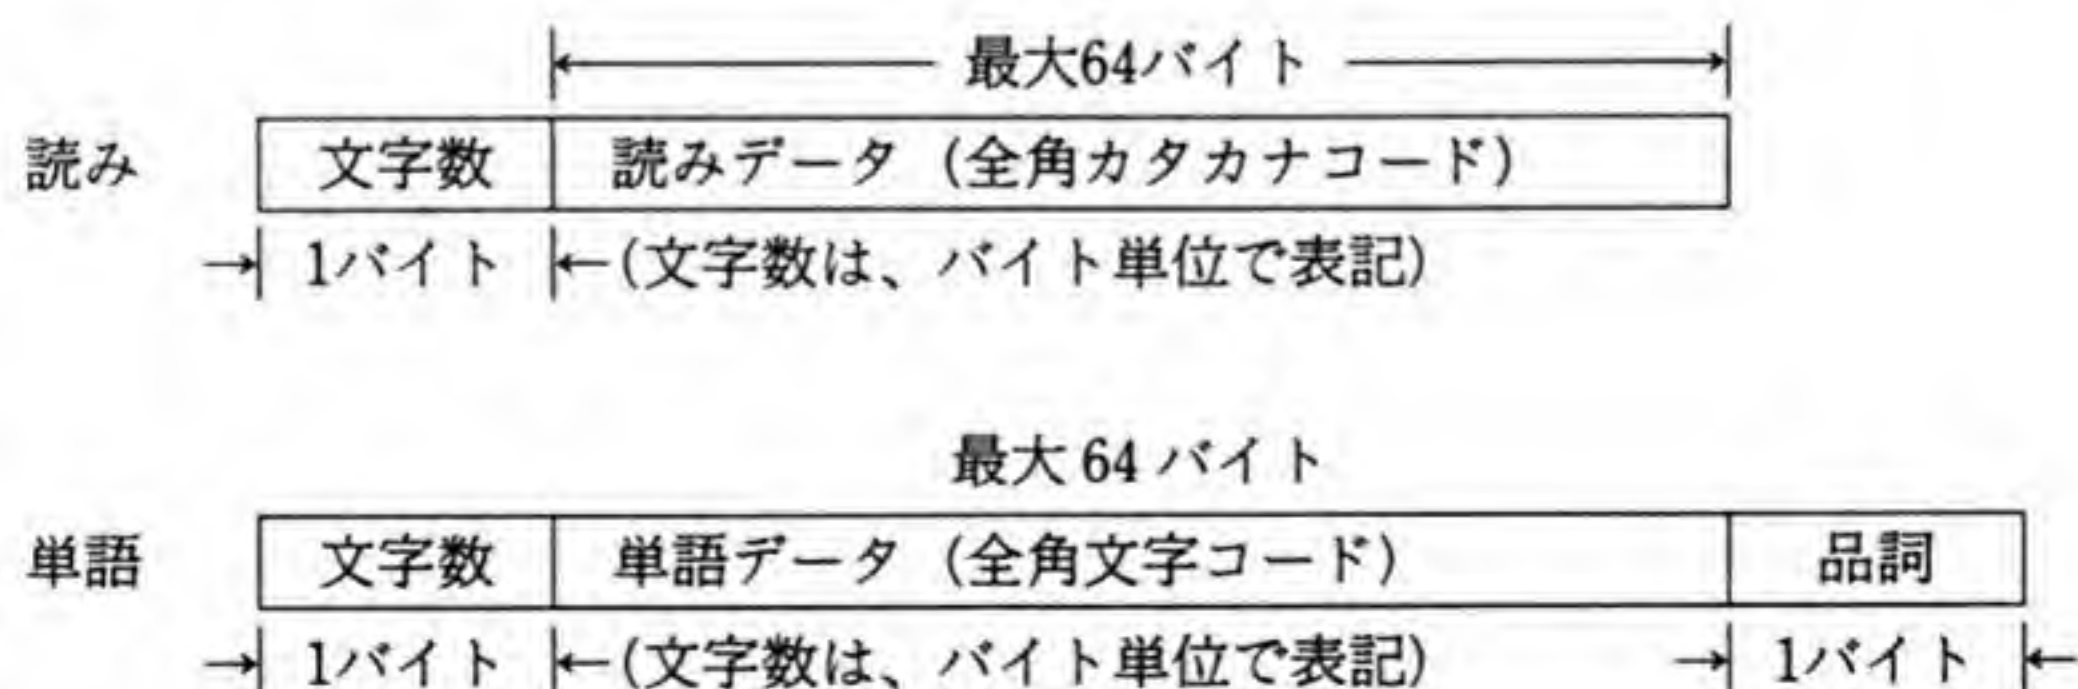 最大64バイト
読み 文字数 読みデータ（全角カタカナコード）
→ 1バイト ←(文字数は、バイト単位で表記)
最大 64 バイト
単語 文字数 単語データ（全角文字コード） 品詞
→ 1バイト ←(文字数は、バイト単位で表記) → 1バイト ←